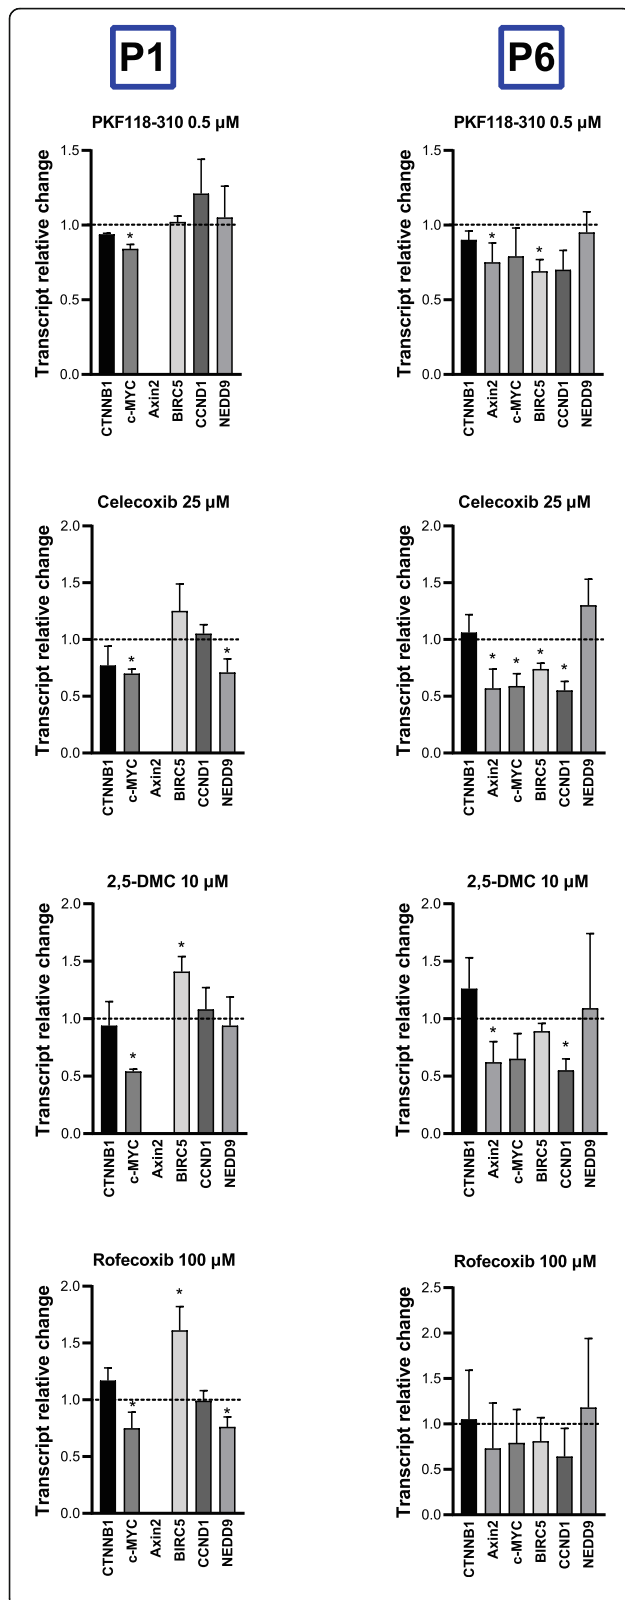 P1
P6
PKF118-310 0.5 µM
Transcript relative change
1.5
1.0
0.5
0.0
CTNNB1
c-MYC
Axin2
BIRC5
CCND1
NEDD9
*
PKF118-310 0.5 µM
Transcript relative change
1.5
1.0
0.5
0.0
CTNNB1
Axin2
c-MYC
BIRC5
CCND1
NEDD9
*
*
Celecoxib 25 µM
Transcript relative change
2.0
1.5
1.0
0.5
0.0
CTNNB1
c-MYC
Axin2
BIRC5
CCND1
NEDD9
*
*
Celecoxib 25 µM
Transcript relative change
2.0
1.5
1.0
0.5
0.0
CTNNB1
Axin2
c-MYC
BIRC5
CCND1
NEDD9
*
*
*
*
2,5-DMC 10 µM
Transcript relative change
2.0
1.5
1.0
0.5
0.0
CTNNB1
c-MYC
Axin2
BIRC5
CCND1
NEDD9
*
*
2,5-DMC 10 µM
Transcript relative change
2.0
1.5
1.0
0.5
0.0
CTNNB1
Axin2
c-MYC
BIRC5
CCND1
NEDD9
*
*
Rofecoxib 100 µM
Transcript relative change
2.0
1.5
1.0
0.5
0.0
CTNNB1
c-MYC
Axin2
BIRC5
CCND1
NEDD9
*
*
*
Rofecoxib 100 µM
Transcript relative change
2.5
2.0
1.5
1.0
0.5
0.0
CTNNB1
Axin2
c-MYC
BIRC5
CCND1
NEDD9